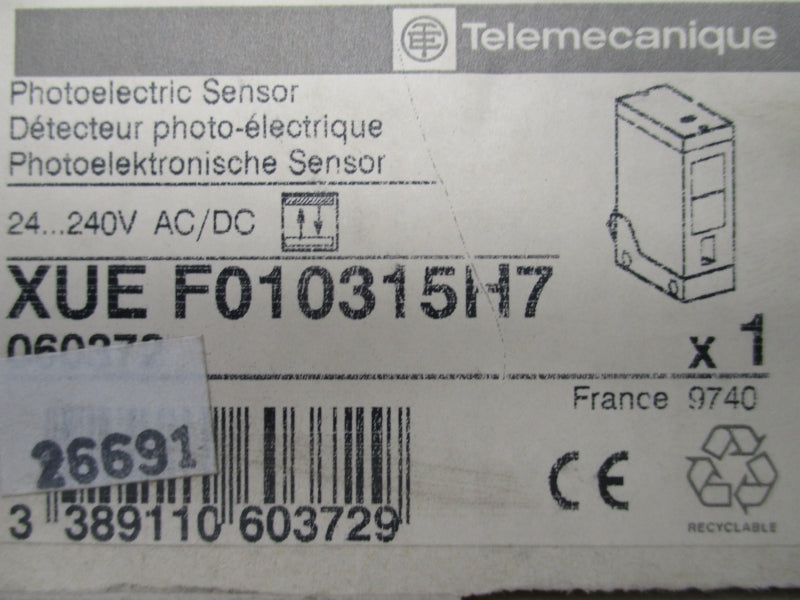 Telemecanique
Photoelectric Sensor
Détecteur photo-électrique
Photoelektronische Sensor
24...240V AC/DC
XUE F010315H7
x 1
France 9740
26691
CE
RECYCLABLE
3 389110 603729